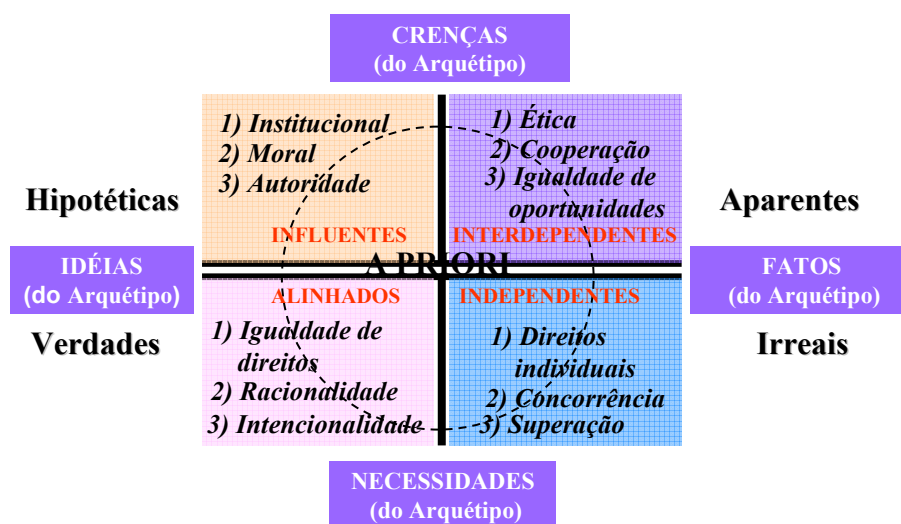 CRENÇAS
(do Arquétipo)
1) Institucional
2) Moral
3) Autoridade
INFLUENTES
1) Ética
2) Cooperação
3) Igualdade de
oportunidades
INTERDEPENDENTES
Hipotéticas
Aparentes
A PRIORI
IDÉIAS
(do Arquétipo)
FATOS
(do Arquétipo)
Verdades
Irreais
ALINHADOS
1) Igualdade de
direitos
2) Racionalidade
3) Intencionalidade
INDEPENDENTES
1) Direitos
individuais
2) Concorrência
3) Superação
NECESSIDADES
(do Arquétipo)